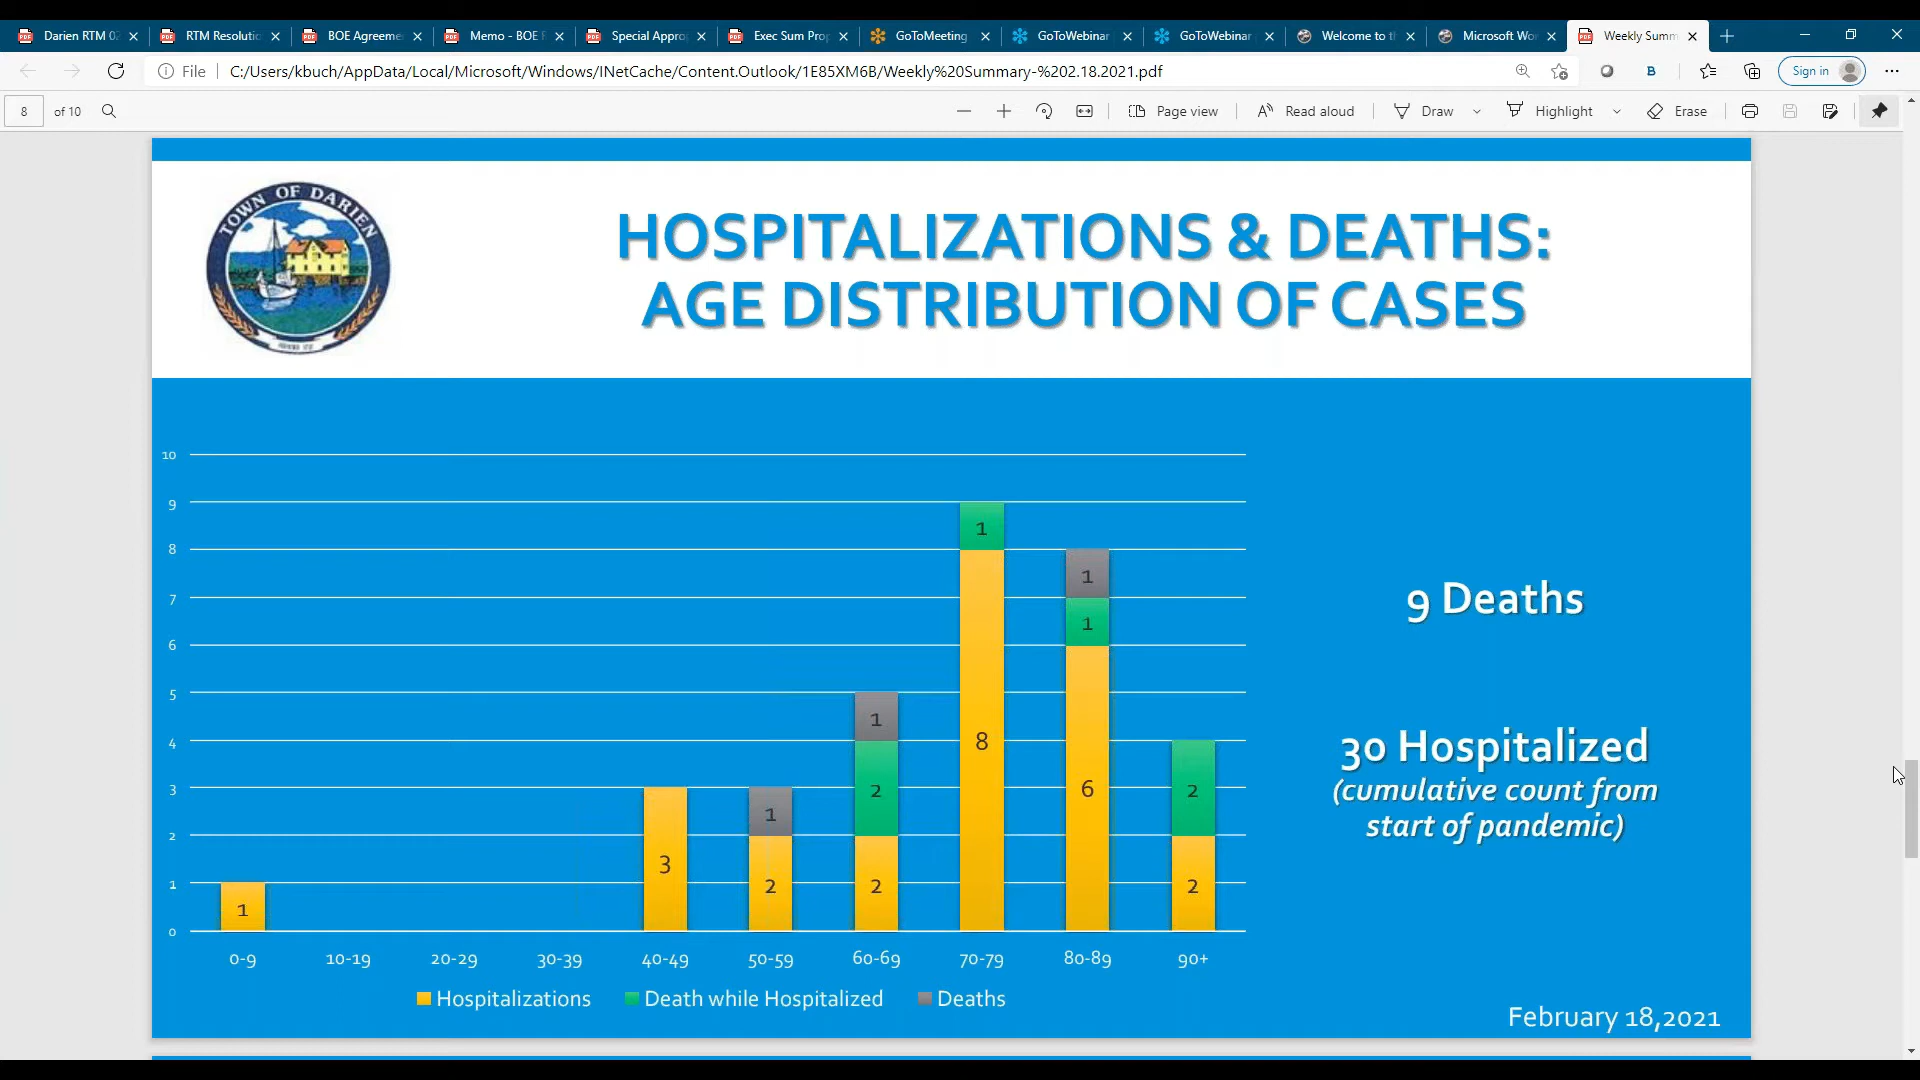 Darien RTM 02
RTM Resolutio
BOE Agreeme
Memo - BOE
Special Appro
Exec Sum Pro
GoToMeeting
GoToWebinar
GoToWebinar
Welcome to t
Microsoft Wo
Weekly Summ
File C:/Users/kbuch/AppData/Local/Microsoft/Windows/INetCache/Content.Outlook/1E85XM6B/Weekly%20Summary-%202.18.2021.pdf
B
Sign in
8 of 10
Page view
Read aloud
Draw
Highlight
Erase
TOWN OF DARIEN
HOSPITALIZATIONS & DEATHS:
AGE DISTRIBUTION OF CASES
10
9
8
7
6
5
4
3
2
1
0
1
3
1
2
1
2
2
1
8
1
1
6
2
2
0-9 10-19 20-29 30-39 40-49 50-59 60-69 70-79 80-89 90+
Hospitalizations Death while Hospitalized Deaths
9 Deaths
30 Hospitalized
(cumulative count from
start of pandemic)
February 18,2021